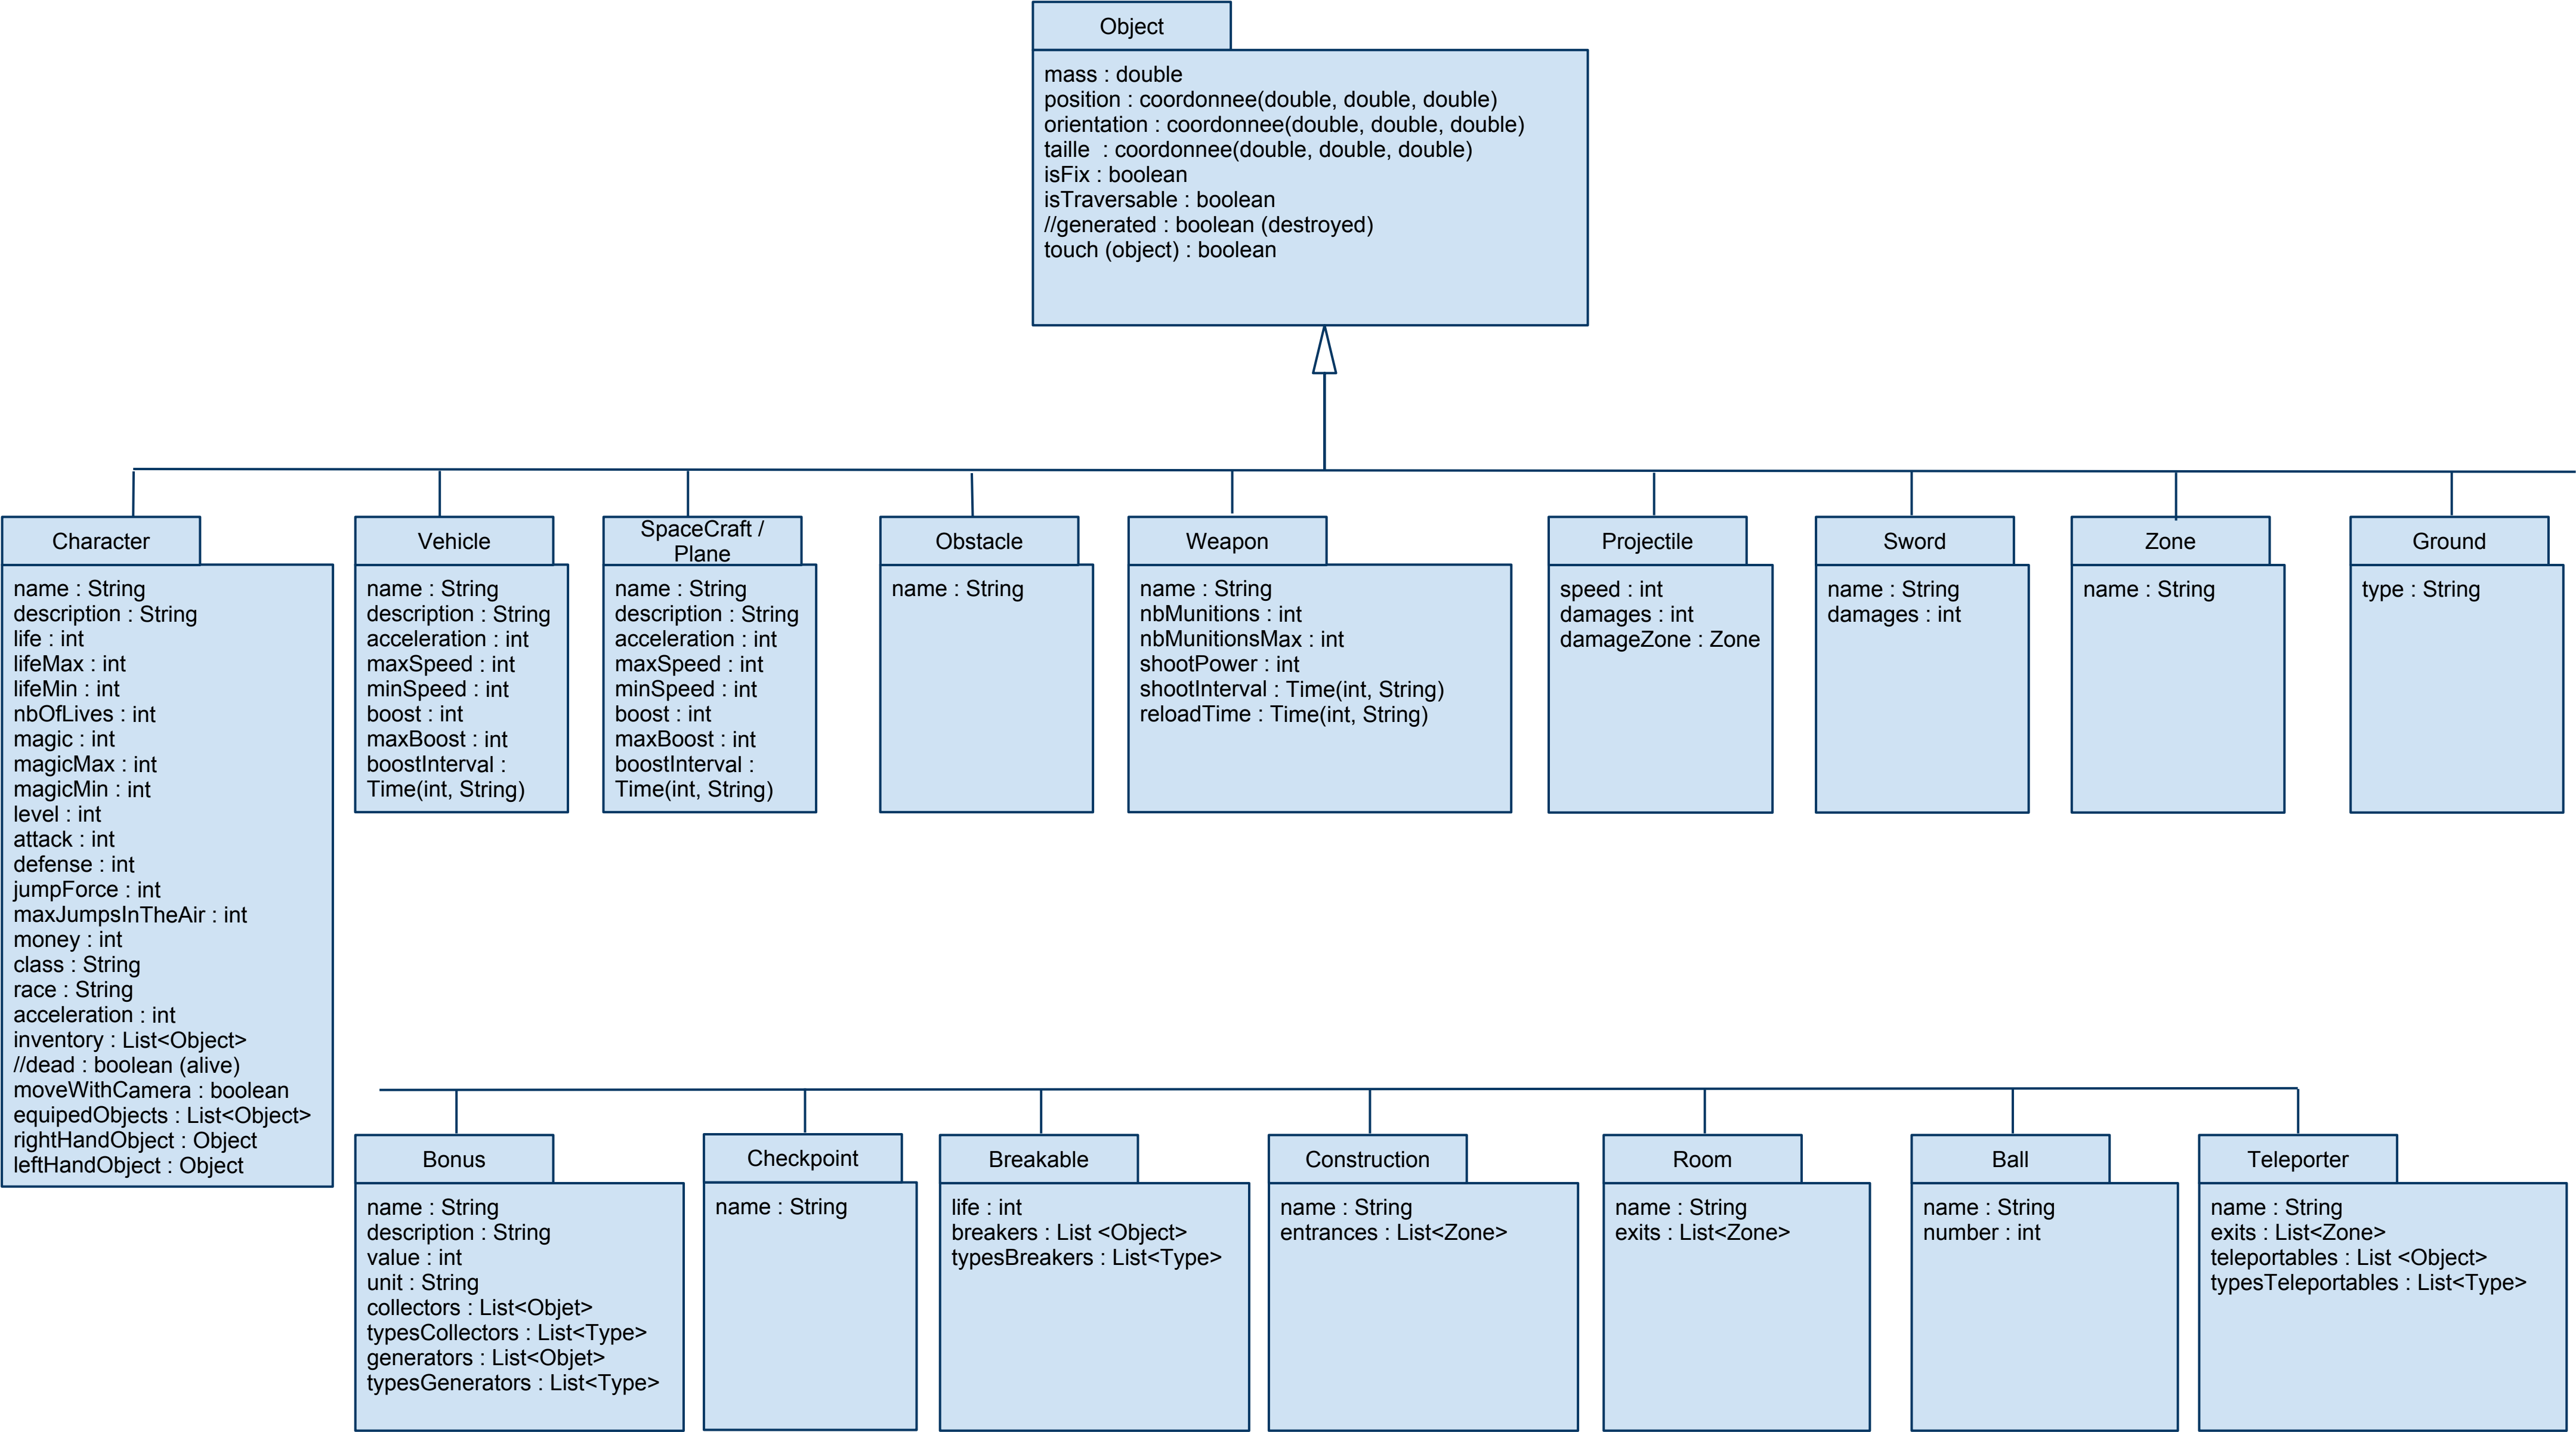 Object
mass : double
position : coordonnee(double, double, double)
orientation : coordonnee(double, double, double)
taille  : coordonnee(double, double, double)
isFix : boolean
isTraversable : boolean
//generated : boolean (destroyed)
touch (object) : boolean
Character
name : String
description : String
life : int
lifeMax : int
lifeMin : int
nbOfLives : int
magic : int
magicMax : int
magicMin : int
level : int
attack : int
defense : int
jumpForce : int
maxJumpsInTheAir : int
money : int
class : String
race : String
acceleration : int
inventory : List<Object>
//dead : boolean (alive)
moveWithCamera : boolean
equipedObjects : List<Object>
rightHandObject : Object
leftHandObject : Object
Vehicle
name : String
description : String
acceleration : int
maxSpeed : int
minSpeed : int
boost : int
maxBoost : int
boostInterval :
Time(int, String)
SpaceCraft /
Plane
name : String
description : String
acceleration : int
maxSpeed : int
minSpeed : int
boost : int
maxBoost : int
boostInterval :
Time(int, String)
Obstacle
name : String
Weapon
name : String
nbMunitions : int
nbMunitionsMax : int
shootPower : int
shootInterval : Time(int, String)
reloadTime : Time(int, String)
Projectile
speed : int
damages : int
damageZone : Zone
Sword
name : String
damages : int
Zone
name : String
Ground
type : String
Bonus
name : String
description : String
value : int
unit : String
collectors : List<Objet>
typesCollectors : List<Type>
generators : List<Objet>
typesGenerators : List<Type>
Checkpoint
name : String
Breakable
life : int
breakers : List <Object>
typesBreakers : List<Type>
Construction
name : String
entrances : List<Zone>
Room
name : String
exits : List<Zone>
Ball
name : String
number : int
Teleporter
name : String
exits : List<Zone>
teleportables : List <Object>
typesTeleportables : List<Type>